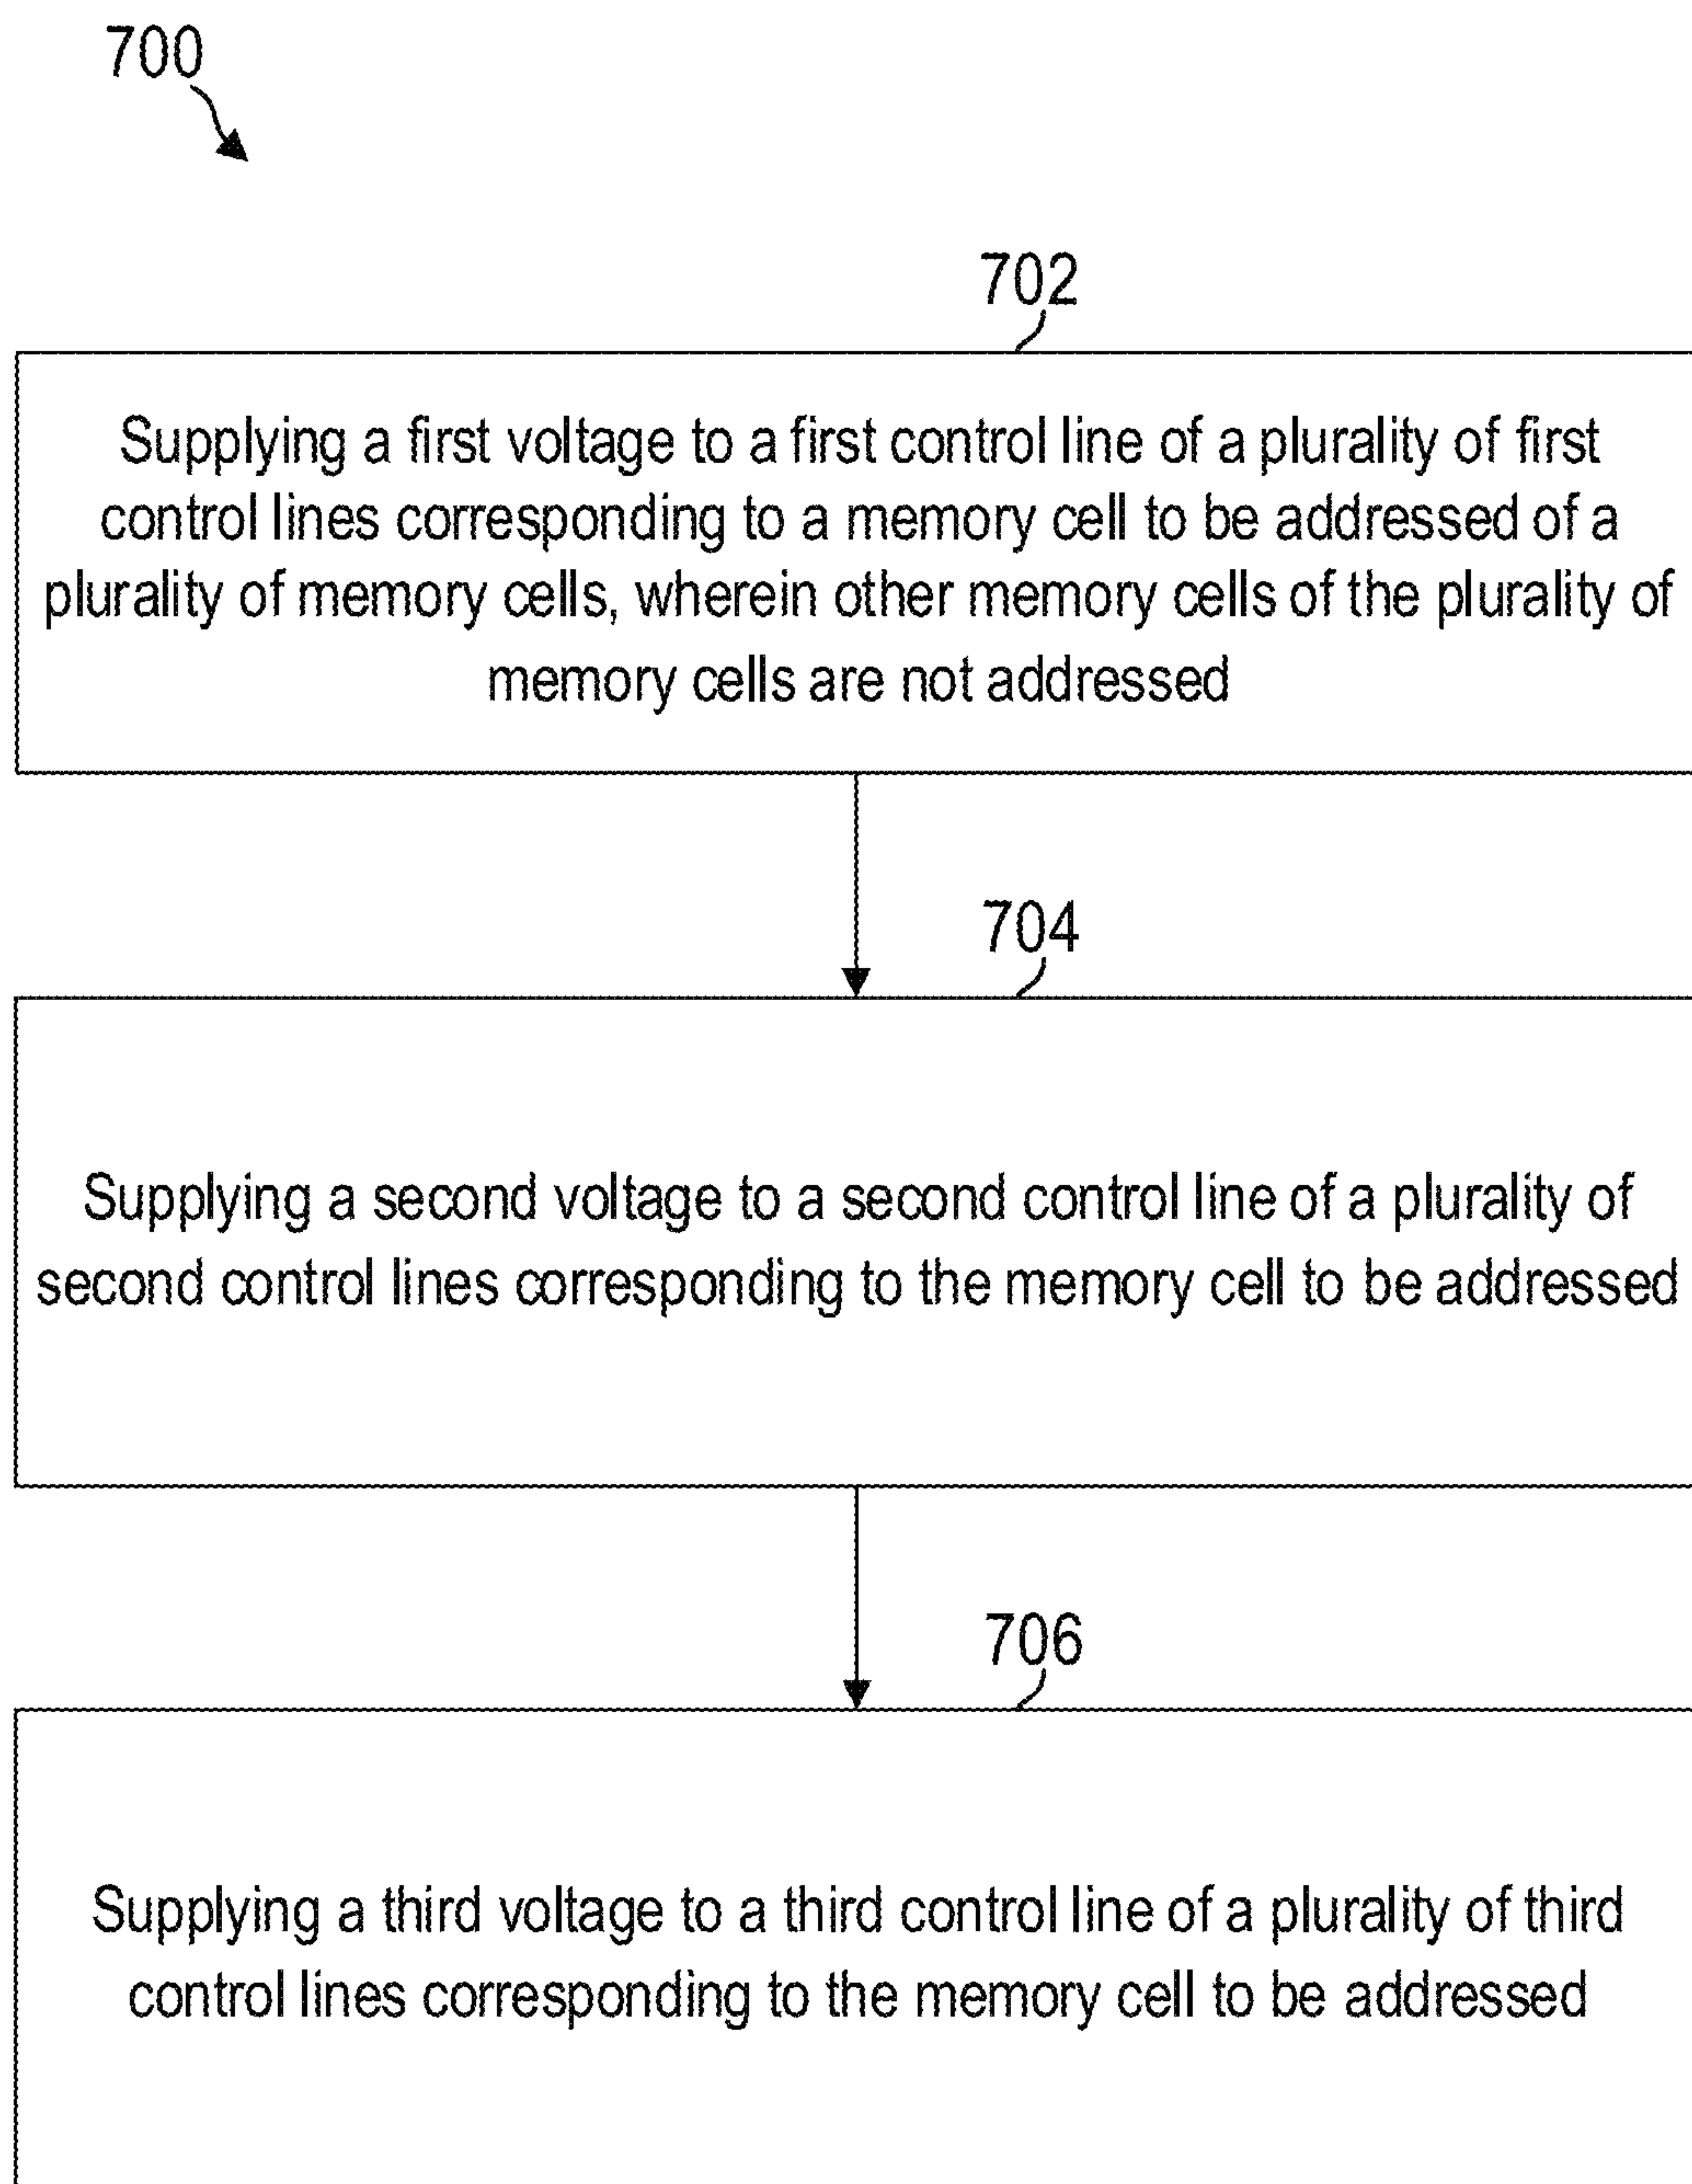 700
702
Supplying a first voltage to a first control line of a plurality of first
control lines corresponding to a memory cell to be addressed of a
plurality of memory cells, wherein other memory cells of the plurality of
memory cells are not addressed
704
Supplying a second voltage to a second control line of a plurality of
second control lines corresponding to the memory cell to be addressed
706
Supplying a third voltage to a third control line of a plurality of third
control lines corresponding to the memory cell to be addressed